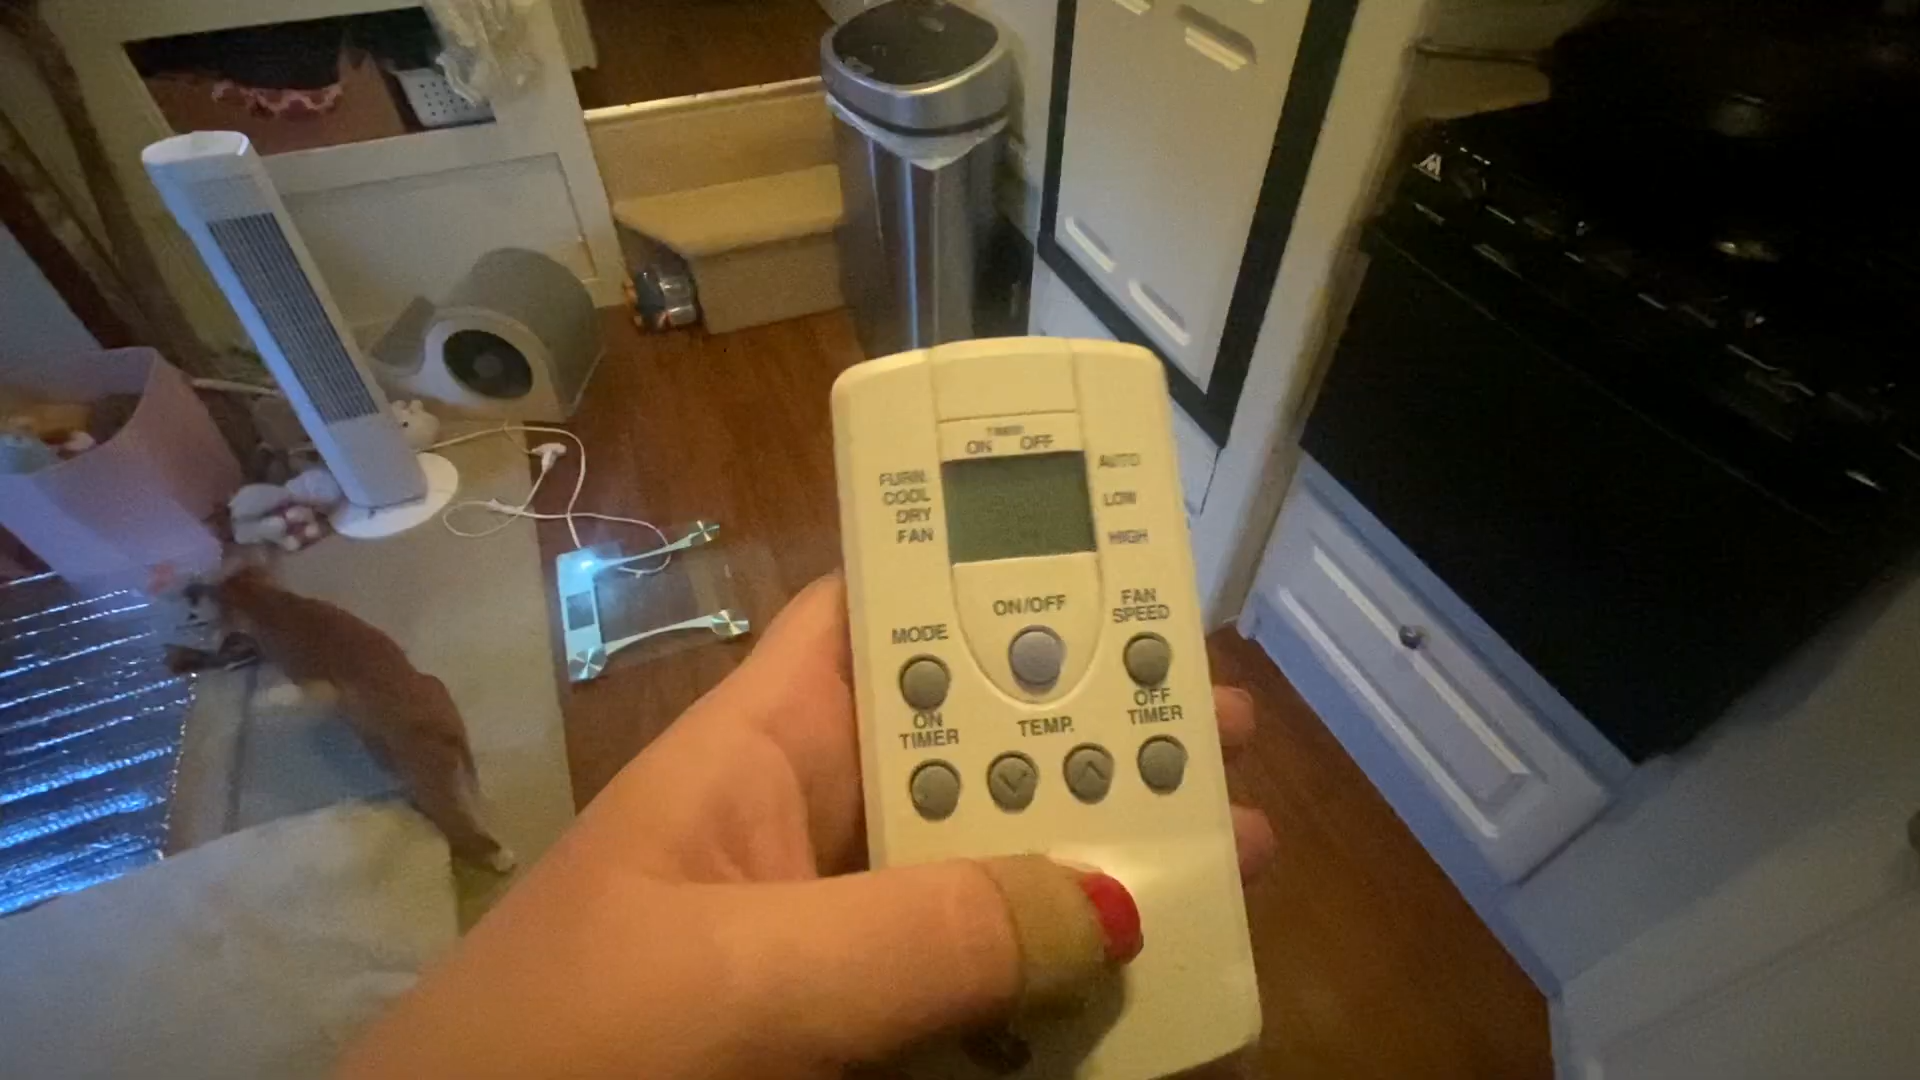 TIMER
ON OFF
FURN.
COOL
DRY
FAN
AUTO
LOW
HIGH
ON/OFF
MODE
FAN
SPEED
ON
TIMER
TEMP.
OFF
TIMER